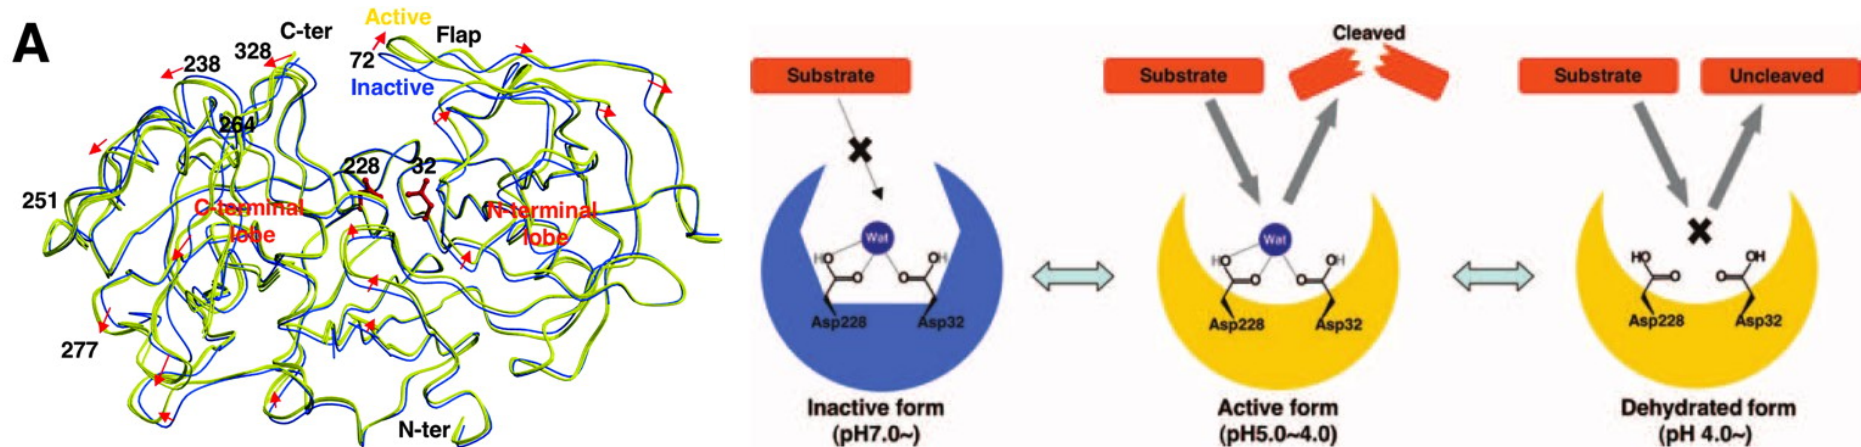 A
Active
C-ter
Flap
238
328
72
Inactive
264
228
32
251
C-terminal
lobe
N-terminal
lobe
277
N-ter
Cleaved
Substrate
Substrate
Substrate
Uncleaved
Wat
HO
O
O
OH
Asp228
Asp32
Inactive form
(pH7.0~)
Wat
HO
O
O
OH
Asp228
Asp32
Active form
(pH5.0~4.0)
HO
O
O
OH
Asp228
Asp32
Dehydrated form
(pH 4.0~)